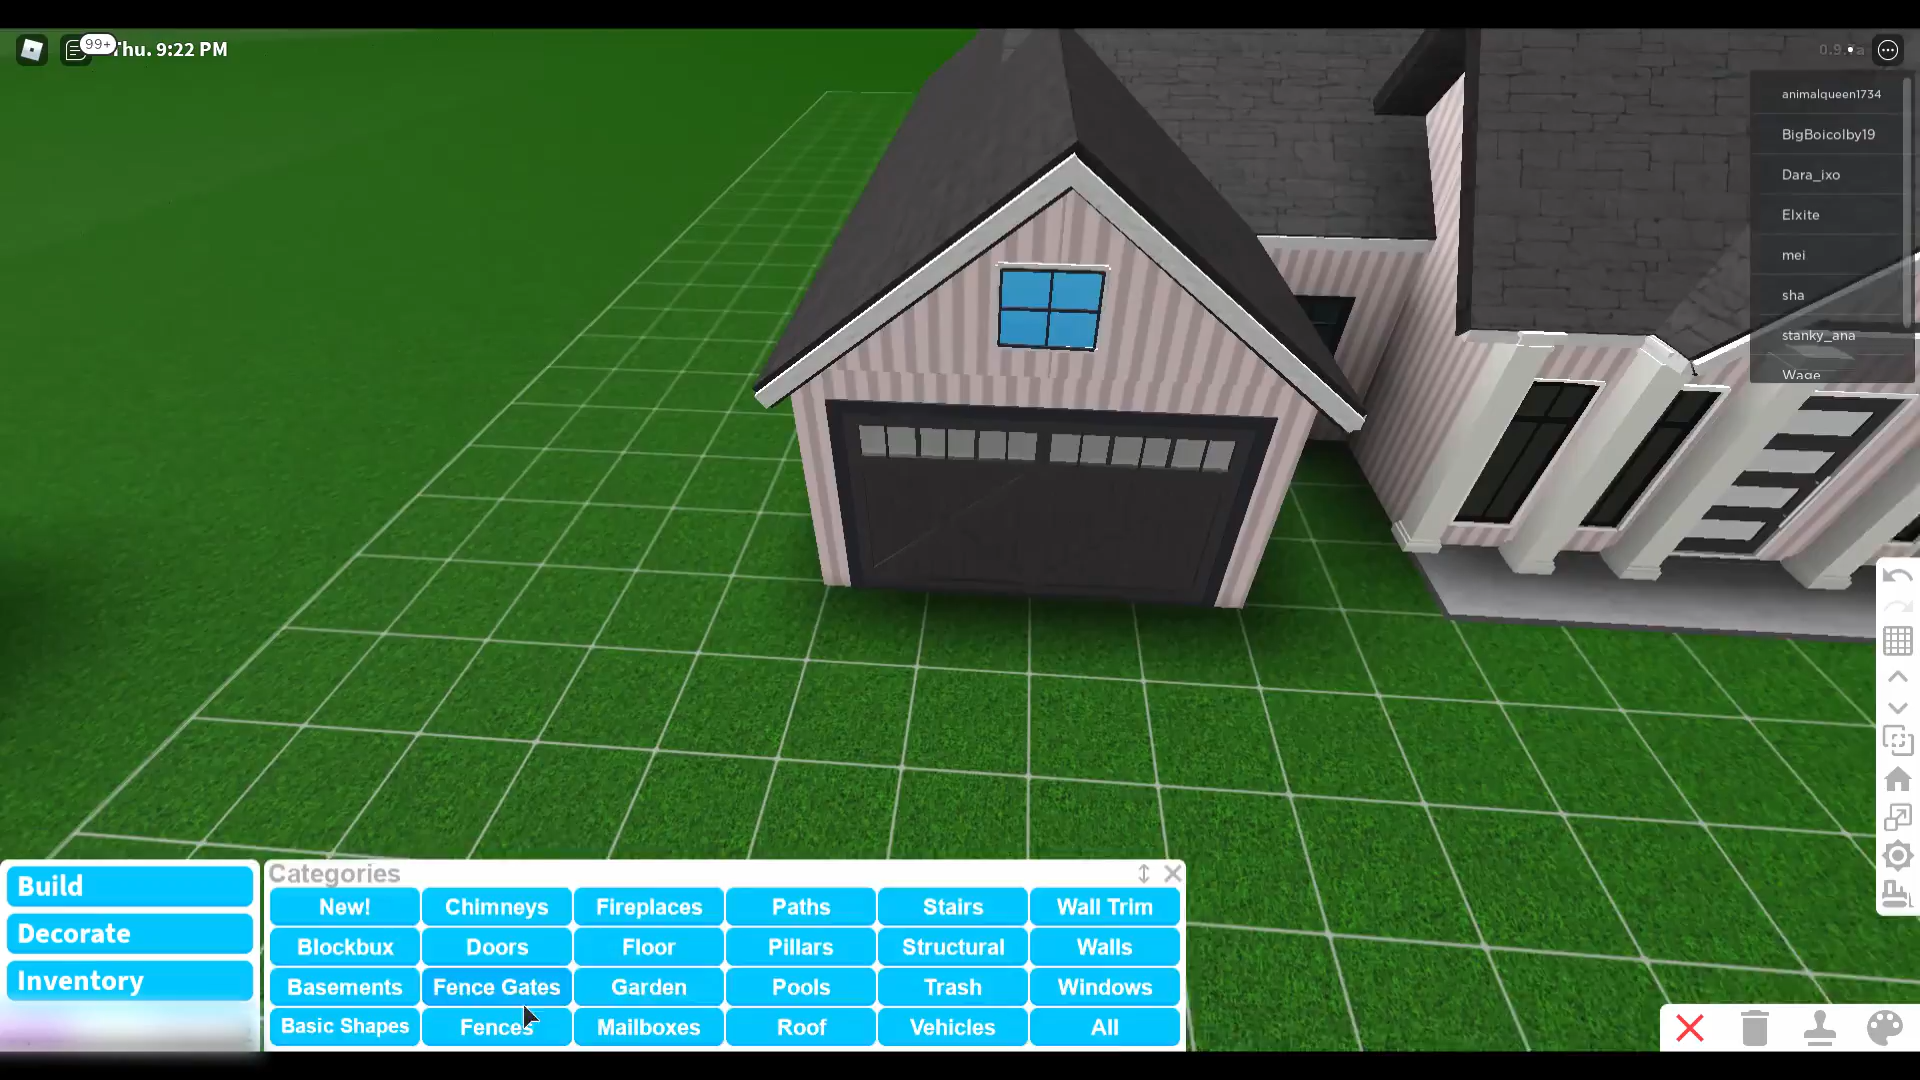 99+
Thu. 9:22 PM
animalqueen1734
BigBoicolby19
Dara_ixo
Elxite
mei
sha
stanky_ana
Wage
Build
Decorate
Inventory
Categories
New! Chimneys Fireplaces Paths Stairs Wall Trim
Blockbux Doors Floor Pillars Structural Walls
Basements Fence Gates Garden Pools Trash Windows
Basic Shapes Fences Mailboxes Roof Vehicles All